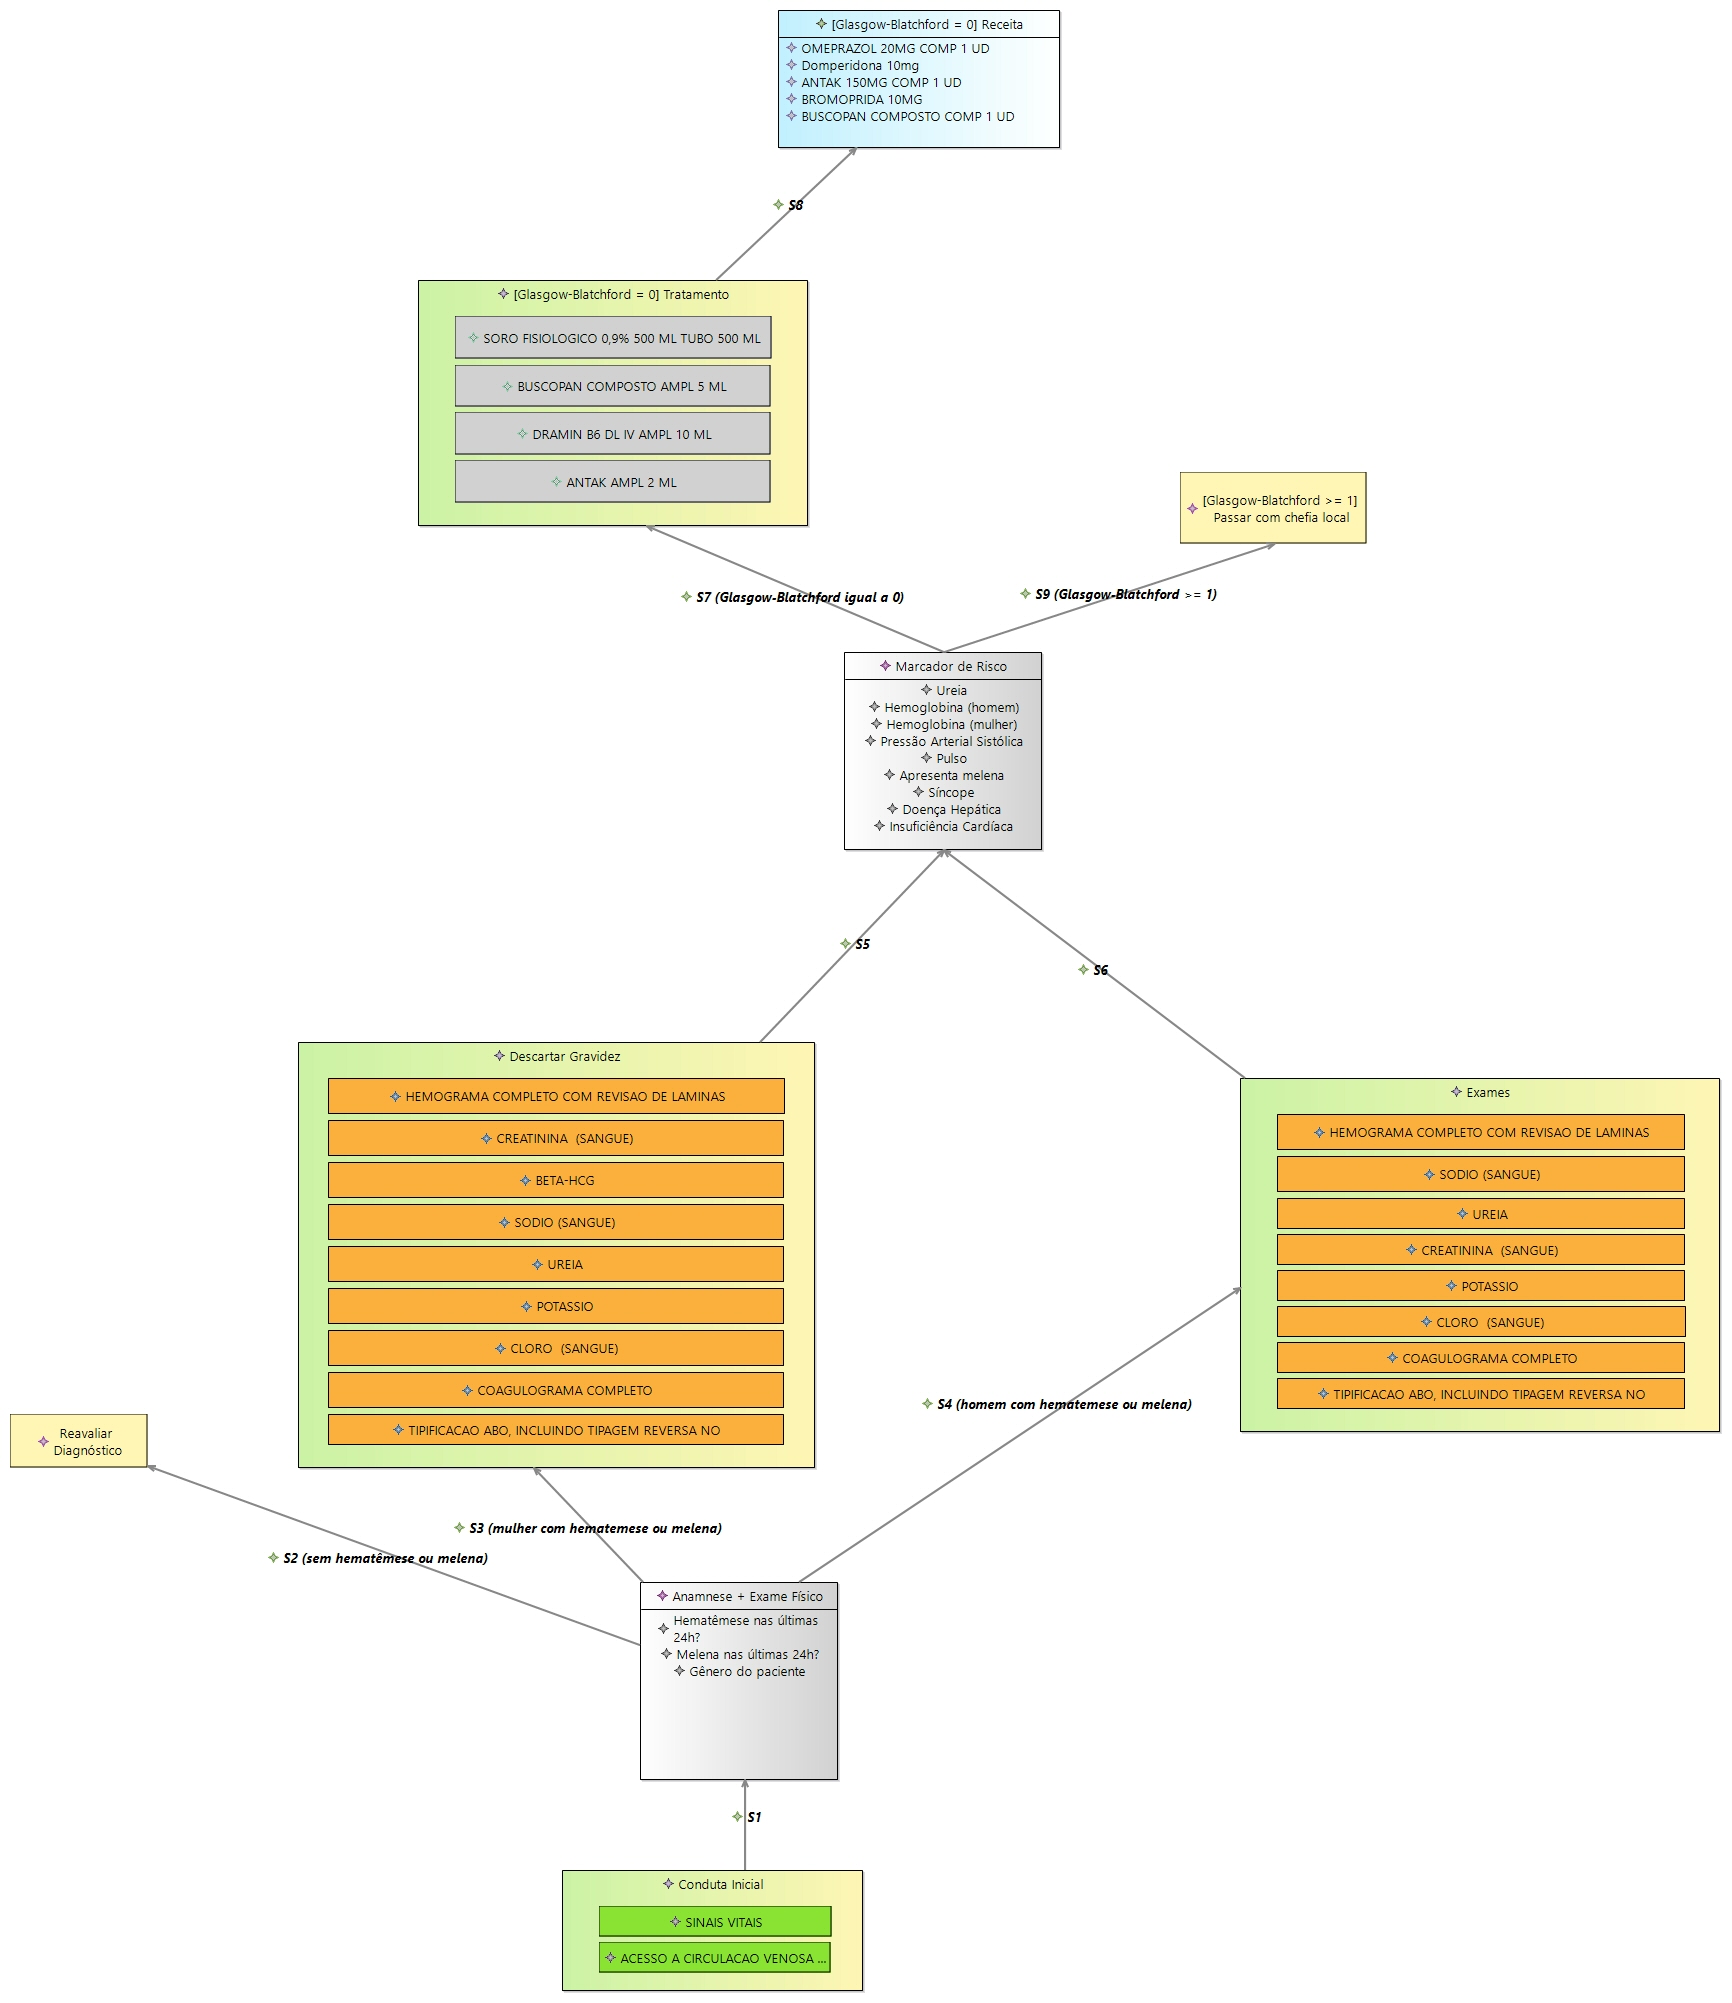 [Glasgow-Blatchford = 0] Receita
OMEPRAZOL 20MG COMP 1 UD
Domperidona 10mg
ANTAK 150MG COMP 1 UD
BROMOPRIDA 10MG
BUSCOPAN COMPOSTO COMP 1 UD
S8
[Glasgow-Blatchford = 0] Tratamento
SORO FISIOLOGICO 0,9% 500 ML TUBO 500 ML
BUSCOPAN COMPOSTO AMPL 5 ML
DRAMIN B6 DL IV AMPL 10 ML
ANTAK AMPL 2 ML
[Glasgow-Blatchford >= 1]
Passar com chefia local
S7 (Glasgow-Blatchford igual a 0)
S9 (Glasgow-Blatchford >= 1)
Marcador de Risco
Ureia
Hemoglobina (homem)
Hemoglobina (mulher)
Pressão Arterial Sistólica
Pulso
Apresenta melena
Síncope
Doença Hepática
Insuficiência Cardíaca
S5
S6
Descartar Gravidez
HEMOGRAMA COMPLETO COM REVISAO DE LAMINAS
CREATININA  (SANGUE)
BETA-HCG
SODIO (SANGUE)
UREIA
POTASSIO
CLORO  (SANGUE)
COAGULOGRAMA COMPLETO
TIPIFICACAO ABO, INCLUINDO TIPAGEM REVERSA NO
Exames
HEMOGRAMA COMPLETO COM REVISAO DE LAMINAS
SODIO (SANGUE)
UREIA
CREATININA  (SANGUE)
POTASSIO
CLORO  (SANGUE)
COAGULOGRAMA COMPLETO
TIPIFICACAO ABO, INCLUINDO TIPAGEM REVERSA NO
S4 (homem com hematemese ou melena)
Reavaliar
Diagnóstico
S3 (mulher com hematemese ou melena)
S2 (sem hematêmese ou melena)
Anamnese + Exame Físico
Hematêmese nas últimas
24h?
Melena nas últimas 24h?
Gênero do paciente
S1
Conduta Inicial
SINAIS VITAIS
ACESSO A CIRCULACAO VENOSA ...